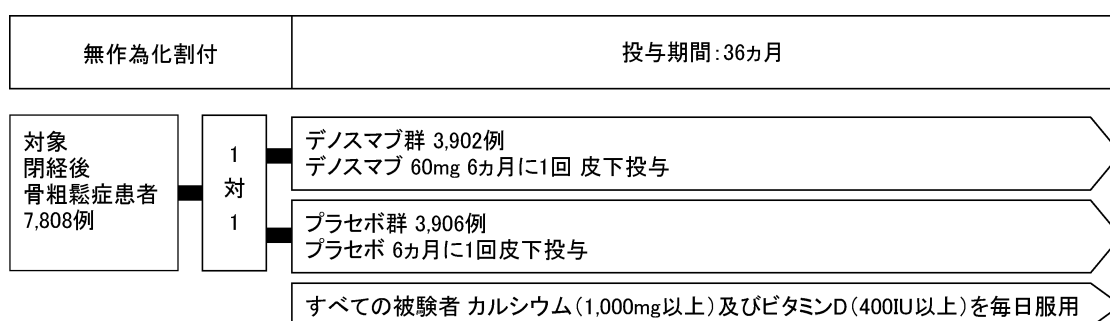 無作為化割付
投与期間:36ヵ月
対象
閉経後
骨粗鬆症患者
7,808例
1
対
1
デノスマブ群 3,902例
デノスマブ 60mg 6ヵ月に1回 皮下投与
プラセボ群 3,906例
プラセボ 6ヵ月に1回皮下投与
すべての被験者 カルシウム(1,000mg以上)及びビタミンD(400IU以上)を毎日服用